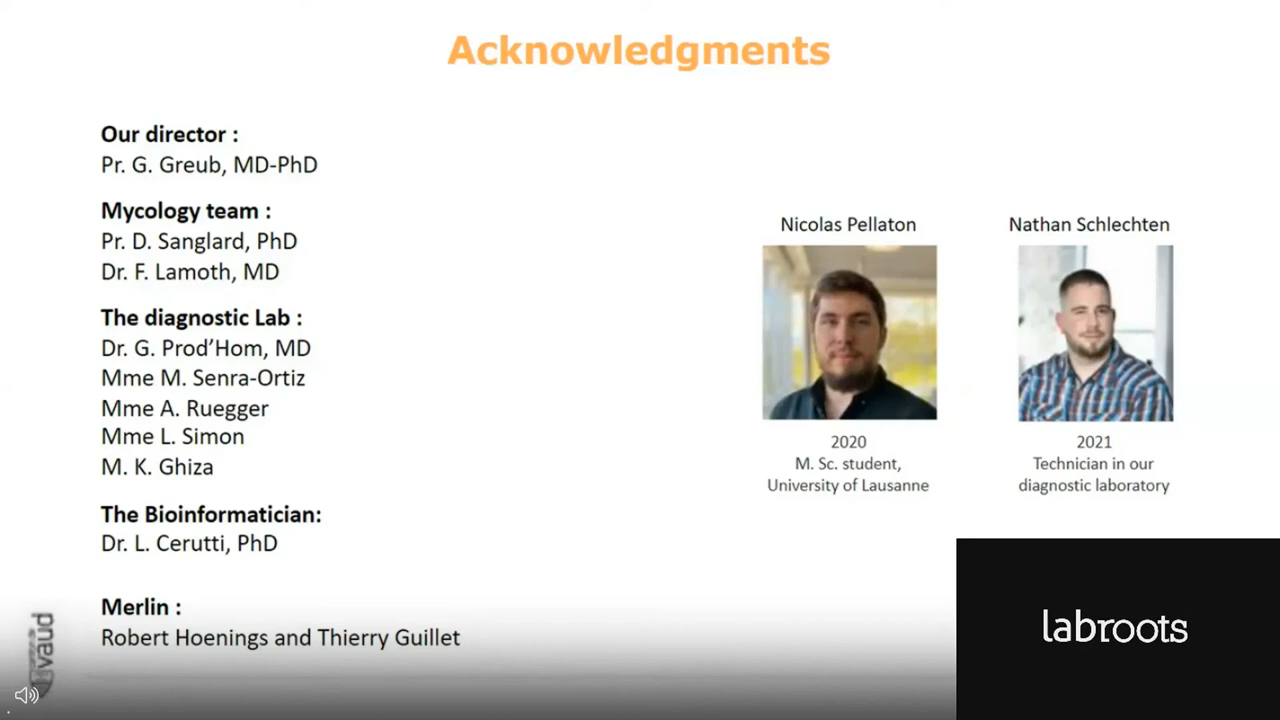 Acknowledgments
Our director :
Pr. G. Greub, MD-PhD
Mycology team :
Pr. D. Sanglard, PhD
Dr. F. Lamoth, MD
The diagnostic Lab :
Dr. G. Prod’Hom, MD
Mme M. Senra-Ortiz
Mme A. Ruegger
Mme L. Simon
M. K. Ghiza
The Bioinformatician:
Dr. L. Cerutti, PhD
Merlin :
Robert Hoenings and Thierry Guillet
Nicolas Pellaton
2020
M. Sc. student,
University of Lausanne
Nathan Schlechten
2021
Technician in our
diagnostic laboratory
vaud
labroots